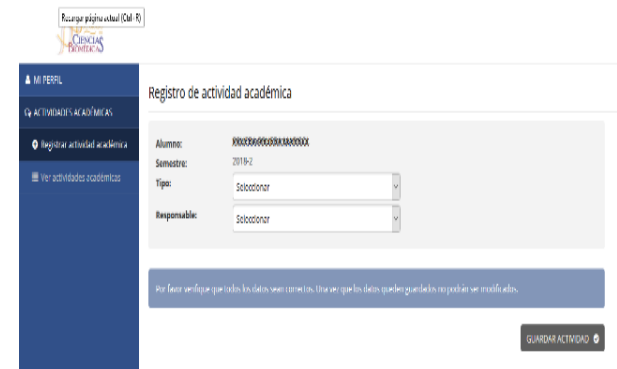 Recargar página actual (Ctrl+R)
CIENCIAS
BIOMÉDICAS
MI PERFIL
ACTIVIDADES ACADÉMICAS
Registrar actividad académica
Ver actividades académicas
Registro de actividad académica
Alumno:
Semestre: 2018-2
Tipo: Seleccionar
Responsable: Seleccionar
Por favor verifique que todos los datos sean correctos. Una vez que los datos queden guardados no podrán ser modificados.
GUARDAR ACTIVIDAD